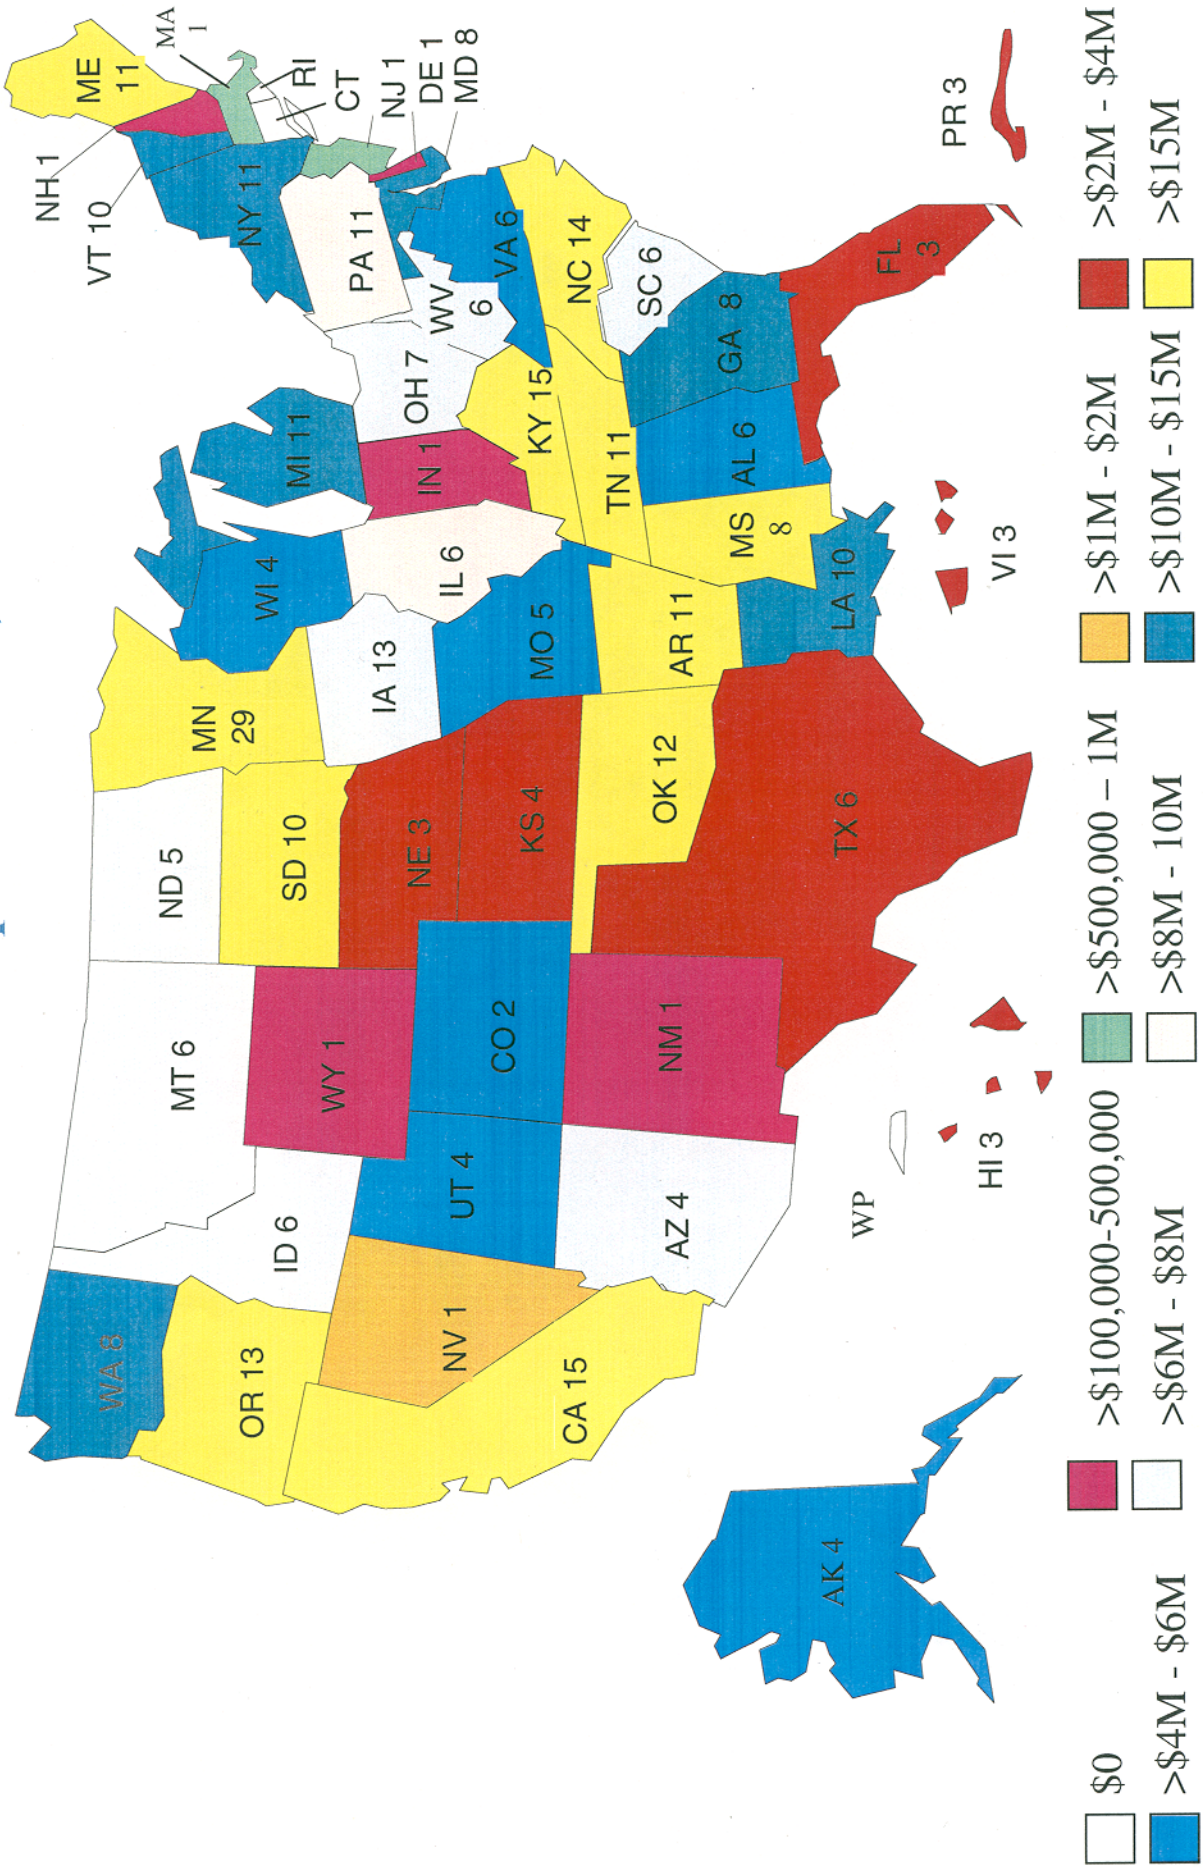 WA 8
OR 13
CA 15
NV 1
ID 6
MT 6
WY 1
UT 4
CO 2
AZ 4
NM 1
ND 5
SD 10
NE 3
KS 4
OK 12
TX 6
MN
29
IA 13
MO 5
AR 11
LA 10
WI 4
IL 6
MS
8
MI 11
IN 1
OH 7
KY 15
TN 11
AL 6
GA 8
FL
3
SC 6
NC 14
VA 6
WV
6
PA 11
NY 11
VT 10
NH 1
ME
11
MA
1
RI
CT
NJ 1
DE 1
MD 8
AK 4
WP
HI 3
VI 3
PR 3
$0
>$100,000-500,000
>$500,000 – 1M
>$1M - $2M
>$2M - $4M
>$4M - $6M
>$6M - $8M
>$8M - 10M
>$10M - $15M
>$15M